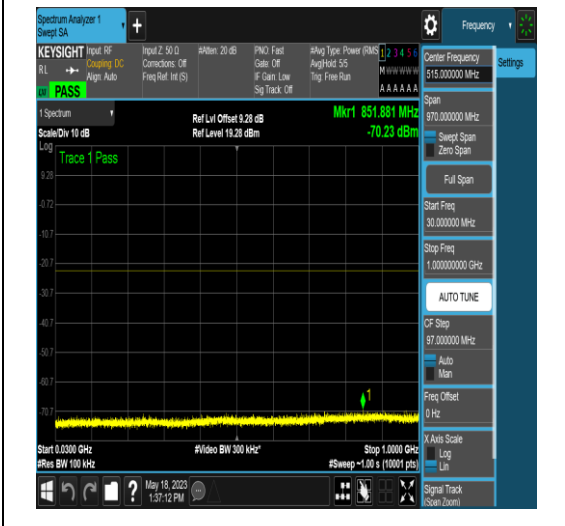 Spectrum Analyzer 1
Swept SA
Frequency
KEYSIGHT
RL
Input: RF
Coupling: DC
Align: Auto
Input Z: 50 Ω
Corrections: Off
Freq Ref: Int (S)
#Atten: 20 dB
PNO: Fast
Gate: Off
IF Gain: Low
Sig Track: Off
#Avg Type: Power (RMS
Avg|Hold: 5/5
Trig: Free Run
1 2 3 4 5 6
M w w w w w
A A A A A A
PASS
Center Frequency
515.000000 MHz
Settings
Span
970.000000 MHz
Swept Span
Zero Span
Full Span
Start Freq
30.000000 MHz
Stop Freq
1.000000000 GHz
AUTO TUNE
CF Step
97.000000 MHz
Auto
Man
Freq Offset
0 Hz
X Axis Scale
Log
Lin
Signal Track
(Span Zoom)
1 Spectrum
Scale/Div 10 dB
Ref Lvl Offset 9.28 dB
Ref Level 19.28 dBm
Mkr1 851.881 MHz
-70.23 dBm
Log
Trace 1 Pass
9.28
-0.72
-10.7
-20.7
-30.7
-40.7
-50.7
-60.7
-70.7
1
Start 0.0300 GHz
#Res BW 100 kHz
#Video BW 300 kHz*
Stop 1.0000 GHz
#Sweep ~1.00 s (10001 pts)
?
May 18, 2023
1:37:12 PM